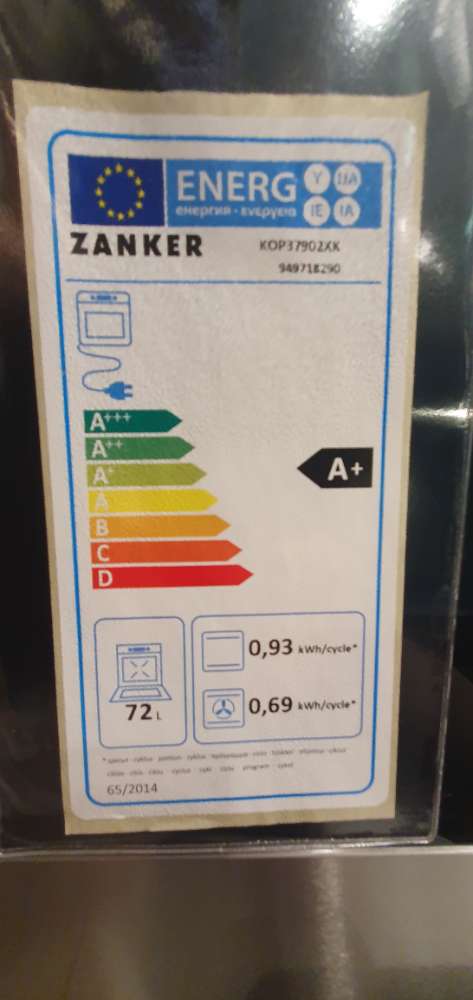 ENERG Y IJA
енергия · ενεργεια IE IA
ZANKER KOP37902XK
949718290
A+++
A++
A+
A+
A
B
C
D
0,93 kWh/cycle*
72 L
0,69 kWh/cycle*
65/2014